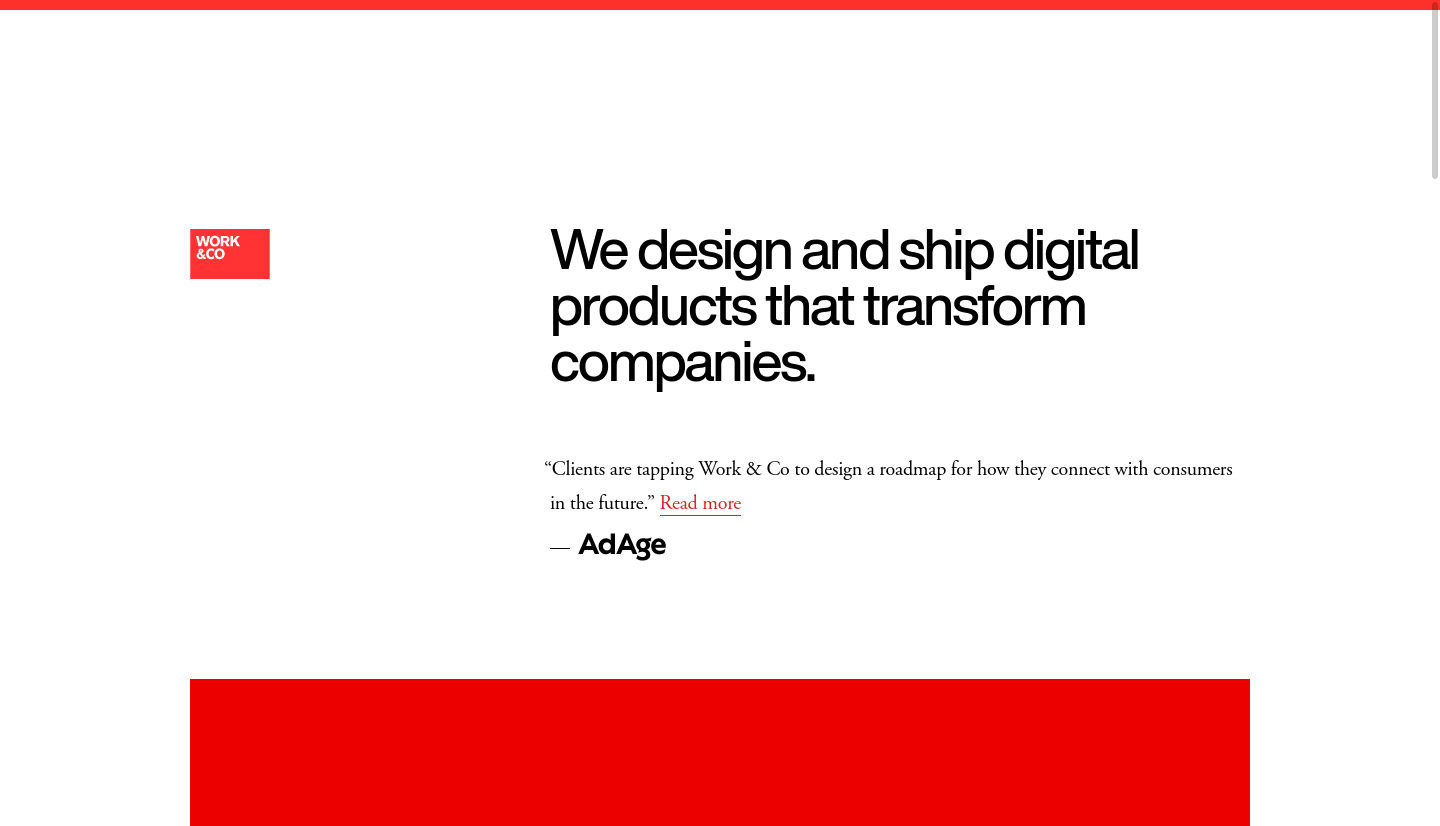 WORK
&CO
We design and ship digital
products that transform
companies.
“Clients are tapping Work & Co to design a roadmap for how they connect with consumers
in the future.” Read more
— AdAge